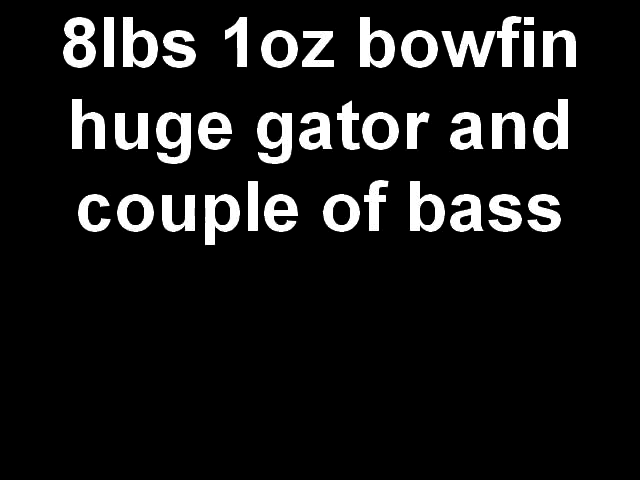 8lbs 1oz bowfin
huge gator and
couple of bass